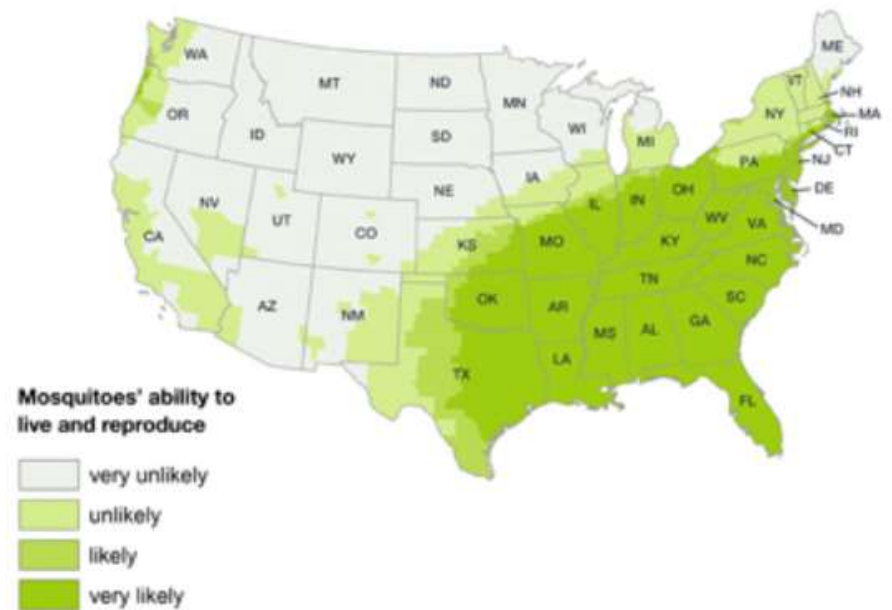 ME
WA
VT
MT
ND
NH
MN
OR
MA
NY
ID
WI
SD
RI
MI
CT
WY
PA
NJ
IA
NE
OH
DE
NV
IN
IL
UT
WV
CO
VA
MD
CA
KS
MO
KY
NC
TN
OK
AZ
SC
NM
AR
MS
AL
GA
LA
TX
FL
Mosquitoes' ability to
live and reproduce
very unlikely
unlikely
likely
very likely